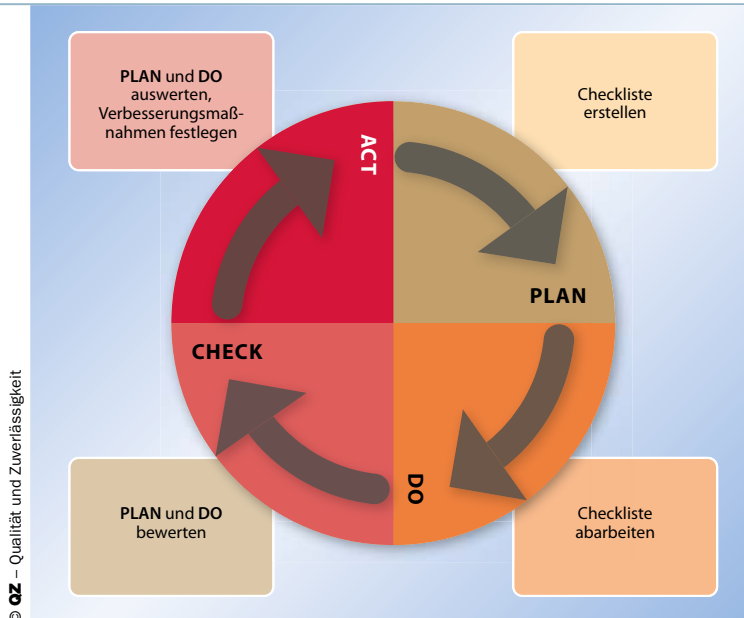 PLAN und DO
auswerten,
Verbesserungsmaß-
nahmen festlegen
Checkliste
erstellen
ACT
PLAN
CHECK
DO
PLAN und DO
bewerten
Checkliste
abarbeiten
© QZ – Qualität und Zuverlässigkeit